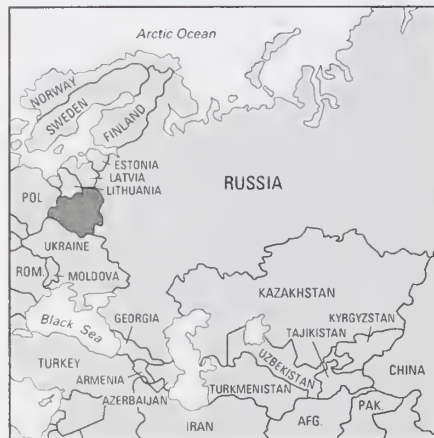 Arctic Ocean
NORWAY
SWEDEN
FINLAND
ESTONIA
LATVIA
LITHUANIA
RUSSIA
POL
UKRAINE
ROM.
MOLDOVA
KAZAKHSTAN
Black Sea
GEORGIA
KYRGYZSTAN
TAJIKISTAN
UZBEKISTAN
TURKEY
CHINA
ARMENIA
TURKMENISTAN
AZERBAIJAN
IRAN
AFG.
PAK.